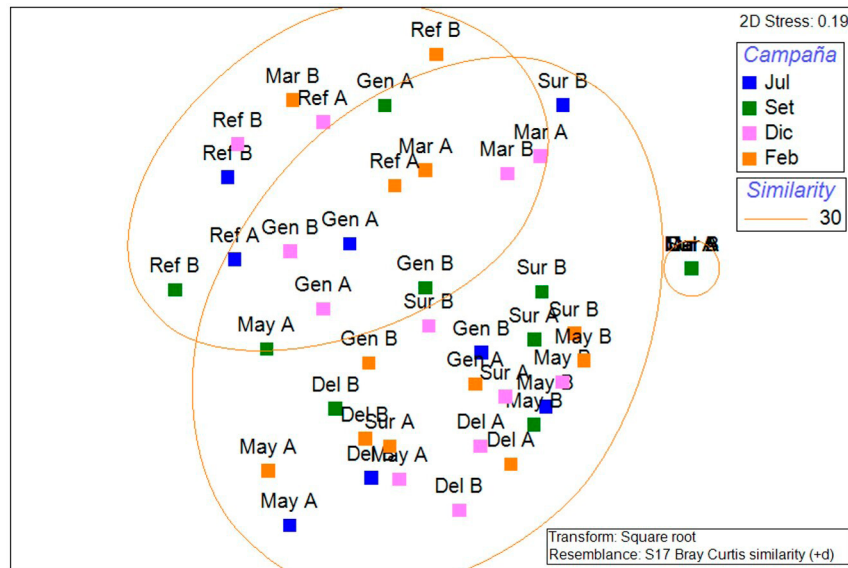 2D Stress: 0.19
Campaña
Jul
Set
Dic
Feb
Similarity
30
Ref B
Mar B
Gen A
Ref A
Sur B
Ref B
Mar A
Ref B
Mar A
Mar B
Ref A
Ref A
Gen B
Gen A
Ref B
Gen B
Sur B
Gen A
Sur B
Sur A
Sur B
May A
Gen B
Gen B
May B
Gen A
May B
Sur A
May B
Del B
May B
Del B
Sur A
Del A
Del A
May A
May A
Del B
May A
Transform: Square root
Resemblance: S17 Bray Curtis similarity (+d)